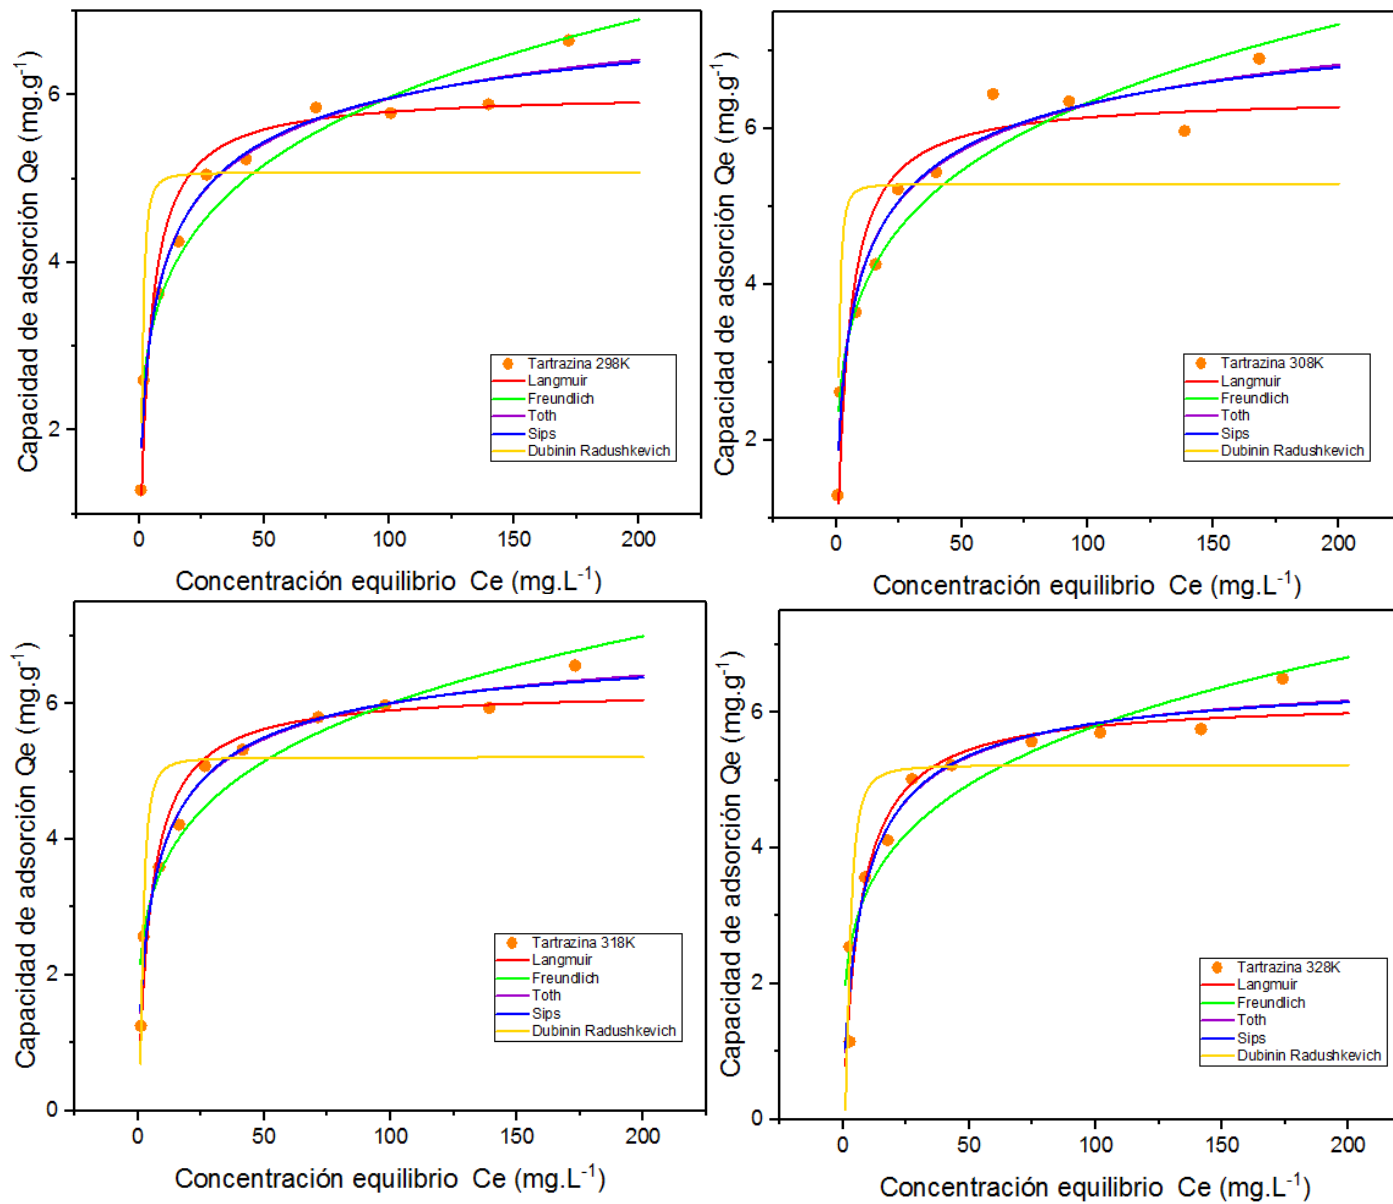 Capacidad de adsorción Qe (mg.g⁻¹)
6
4
2
Tartrazina 298K
Langmuir
Freundlich
Toth
Sips
Dubinin Radushkevich
0 50 100 150 200
Concentración equilibrio Ce (mg.L⁻¹)
Capacidad de adsorción Qe (mg.g⁻¹)
6
4
2
Tartrazina 308K
Langmuir
Freundlich
Toth
Sips
Dubinin Radushkevich
0 50 100 150 200
Concentración equilibrio Ce (mg.L⁻¹)
Capacidad de adsorción Qe (mg.g⁻¹)
6
4
2
0
Tartrazina 318K
Langmuir
Freundlich
Toth
Sips
Dubinin Radushkevich
0 50 100 150 200
Concentración equilibrio Ce (mg.L⁻¹)
Capacidad de adsorción Qe (mg.g⁻¹)
6
4
2
0
Tartrazina 328K
Langmuir
Freundlich
Toth
Sips
Dubinin Radushkevich
0 50 100 150 200
Concentración equilibrio Ce (mg.L⁻¹)